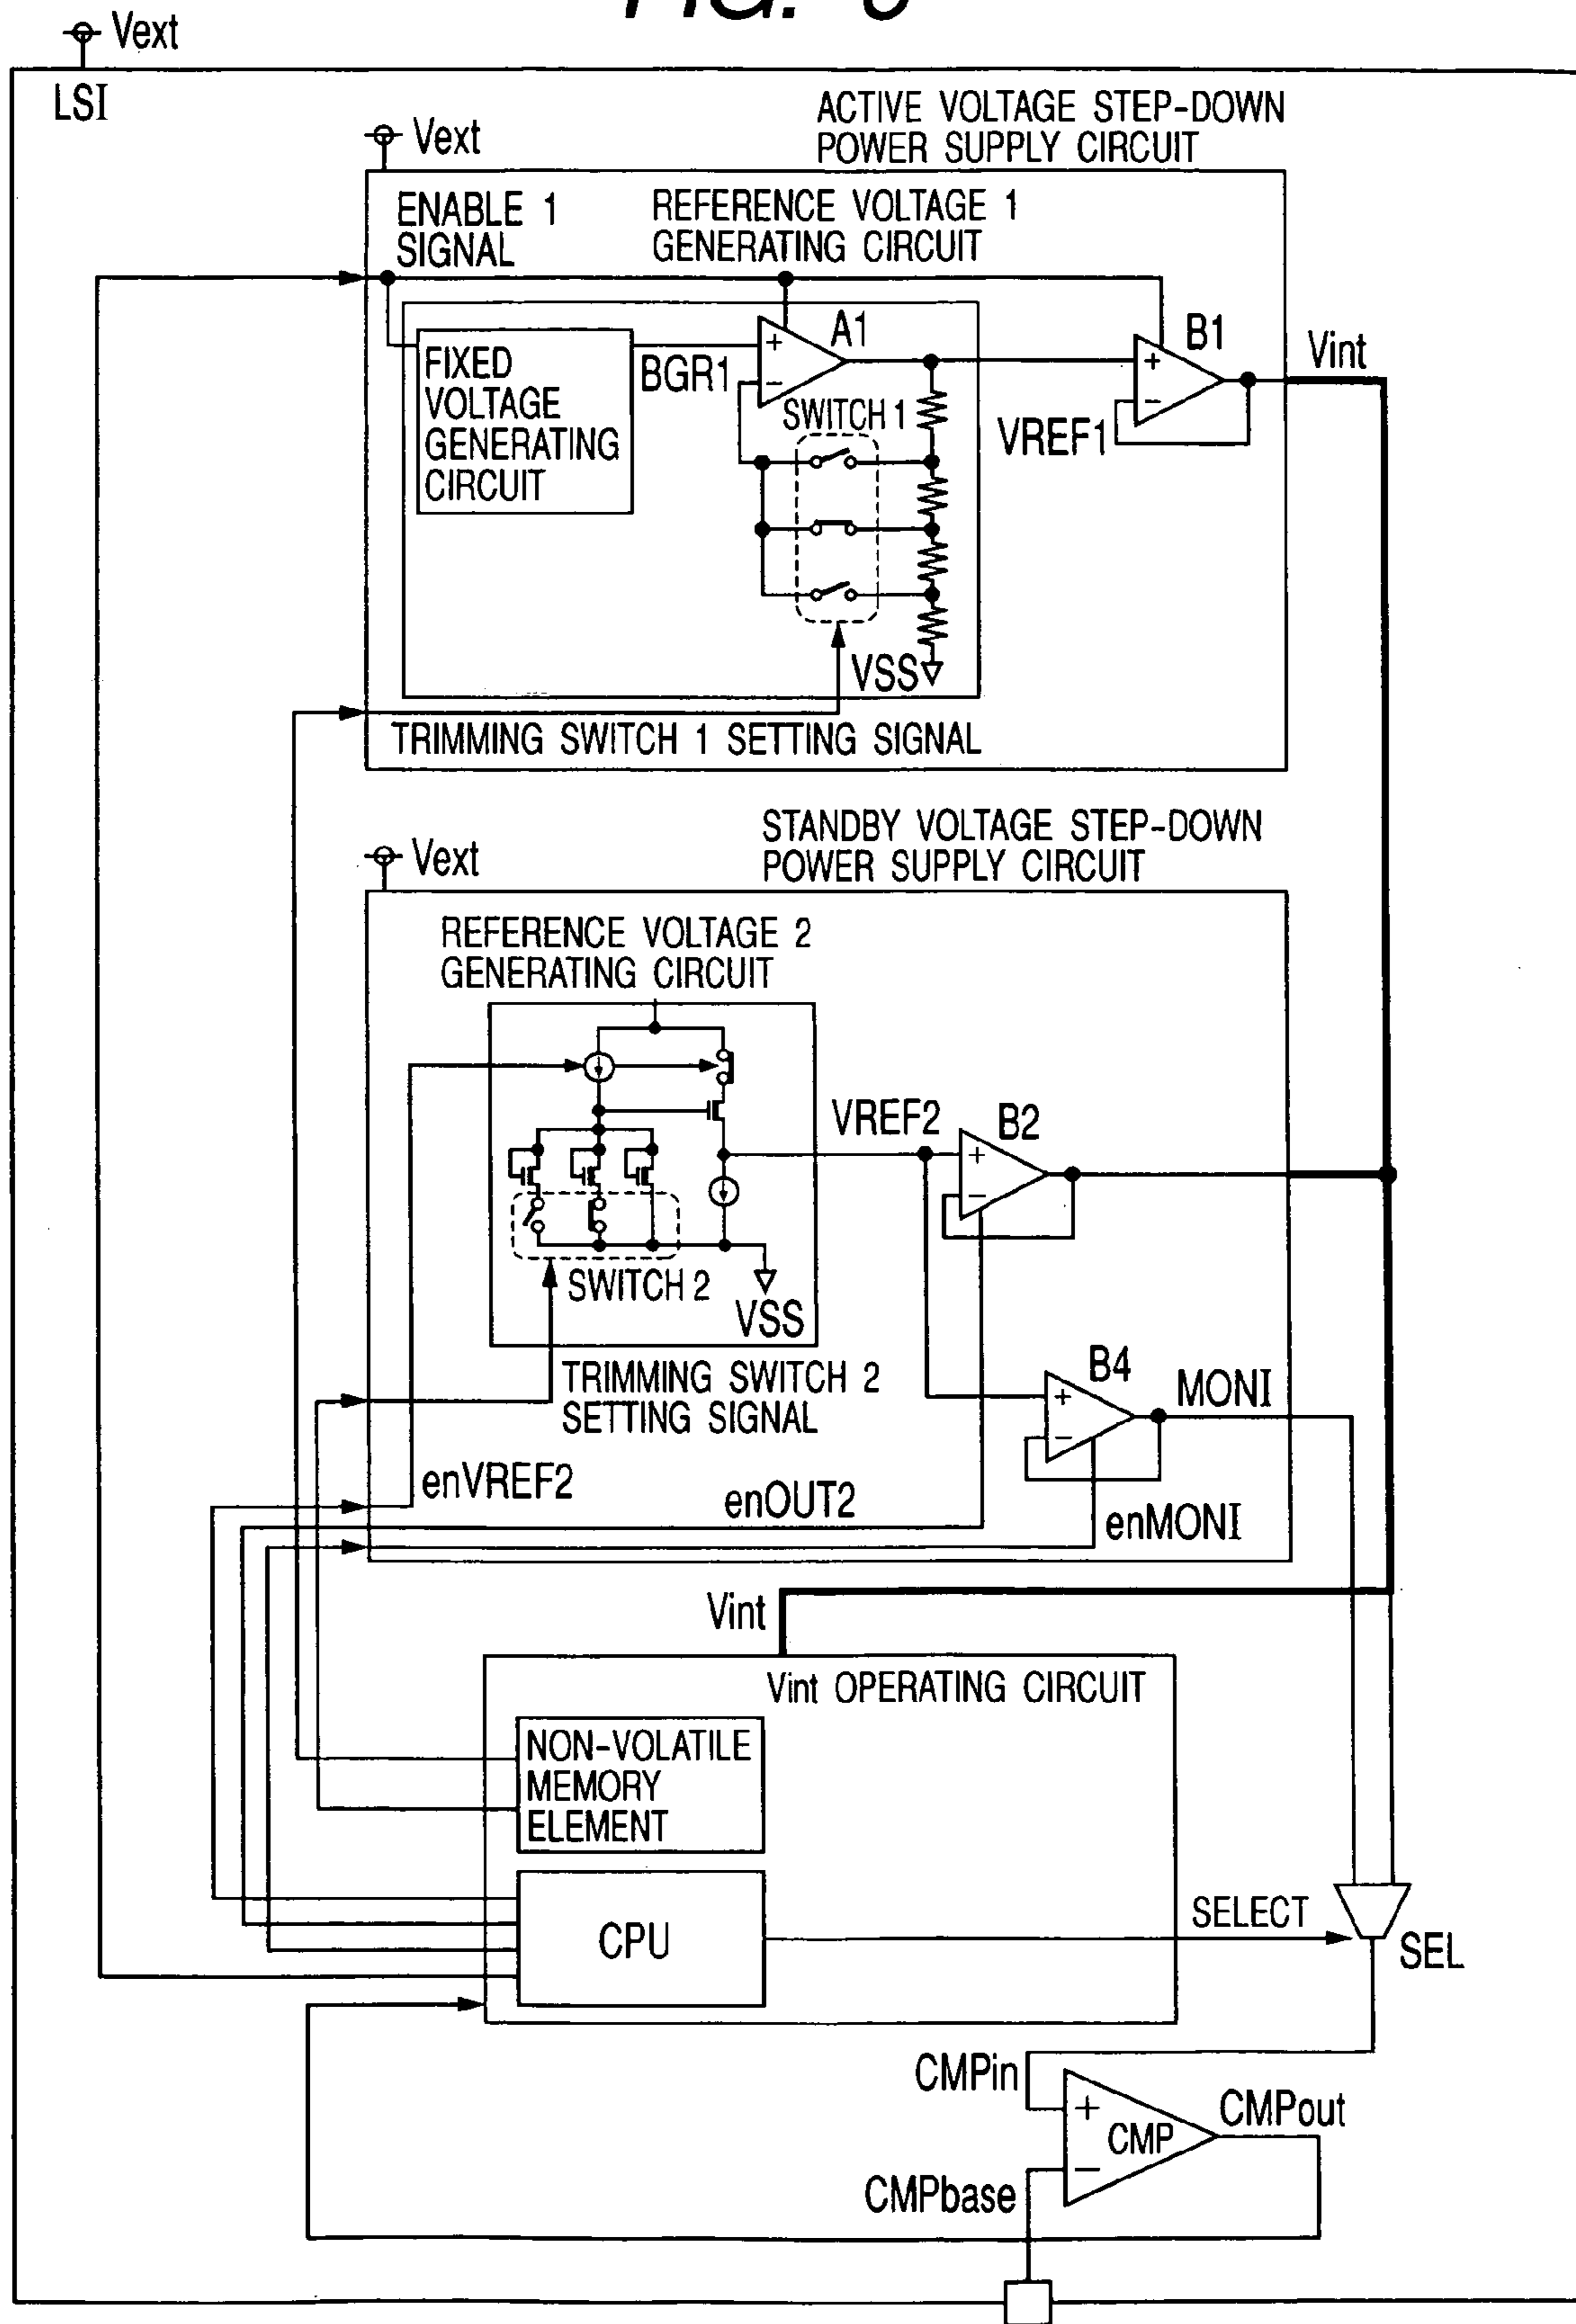 FIG.
Vext
LSI
ACTIVE VOLTAGE STEP-DOWN
POWER SUPPLY CIRCUIT
Vext
ENABLE 1
SIGNAL
REFERENCE VOLTAGE 1
GENERATING CIRCUIT
FIXED
VOLTAGE
GENERATING
CIRCUIT
BGR1
+
−
A1
SWITCH 1
VSS
+
−
B1
VREF1
Vint
TRIMMING SWITCH 1 SETTING SIGNAL
STANDBY VOLTAGE STEP-DOWN
POWER SUPPLY CIRCUIT
Vext
REFERENCE VOLTAGE 2
GENERATING CIRCUIT
SWITCH 2
VSS
VREF2
+
−
B2
TRIMMING SWITCH 2
SETTING SIGNAL
+
−
B4
MONI
enVREF2
enOUT2
enMONI
Vint
Vint OPERATING CIRCUIT
NON-VOLATILE
MEMORY
ELEMENT
CPU
SELECT
SEL
CMPin
+
CMP
−
CMPout
CMPbase